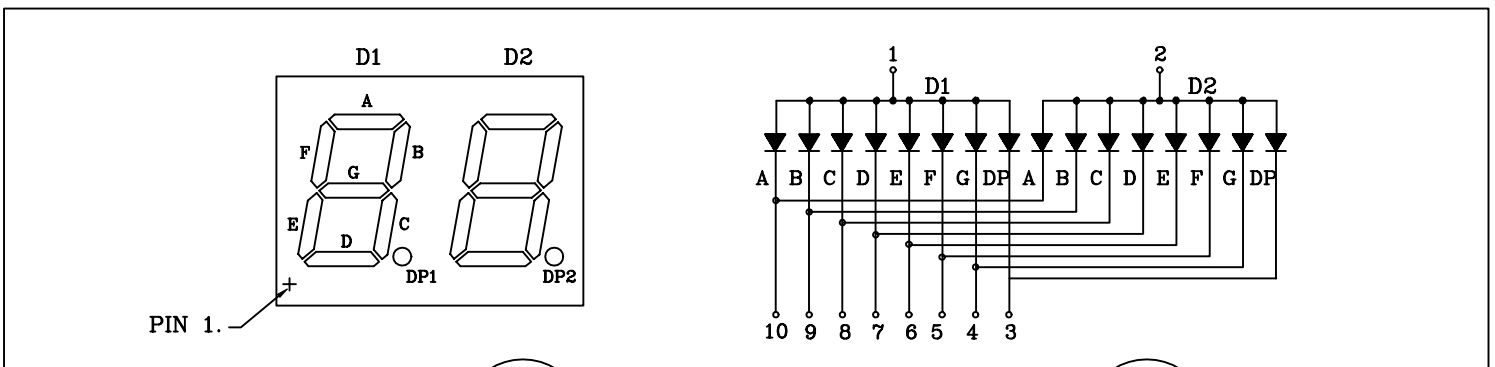 D1 D2
A
F B
G
E C
D
DP1 DP2
PIN 1.
1 2
D1 D2
A B C D E F G DP A B C D E F G DP
10 9 8 7 6 5 4 3